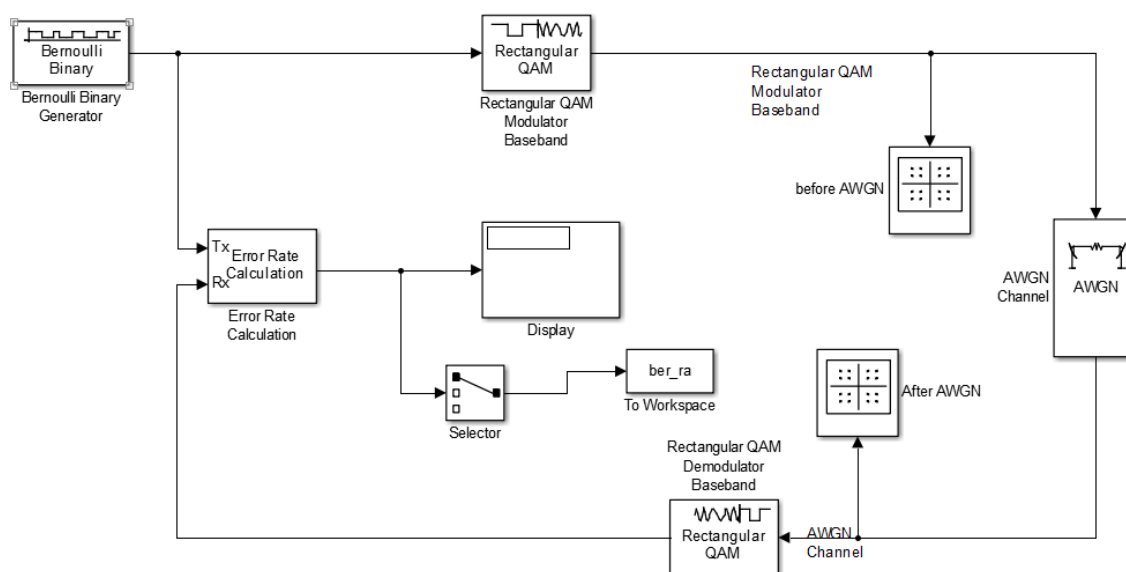 Bernoulli
Binary
Bernoulli Binary
Generator
Rectangular
QAM
Rectangular QAM
Modulator
Baseband
Rectangular QAM
Modulator
Baseband
before AWGN
Tx
Rx
Error Rate
Calculation
Error Rate
Calculation
Display
AWGN
Channel
AWGN
ber_ra
To Workspace
Selector
After AWGN
Rectangular QAM
Demodulator
Baseband
Rectangular
QAM
AWGN
Channel